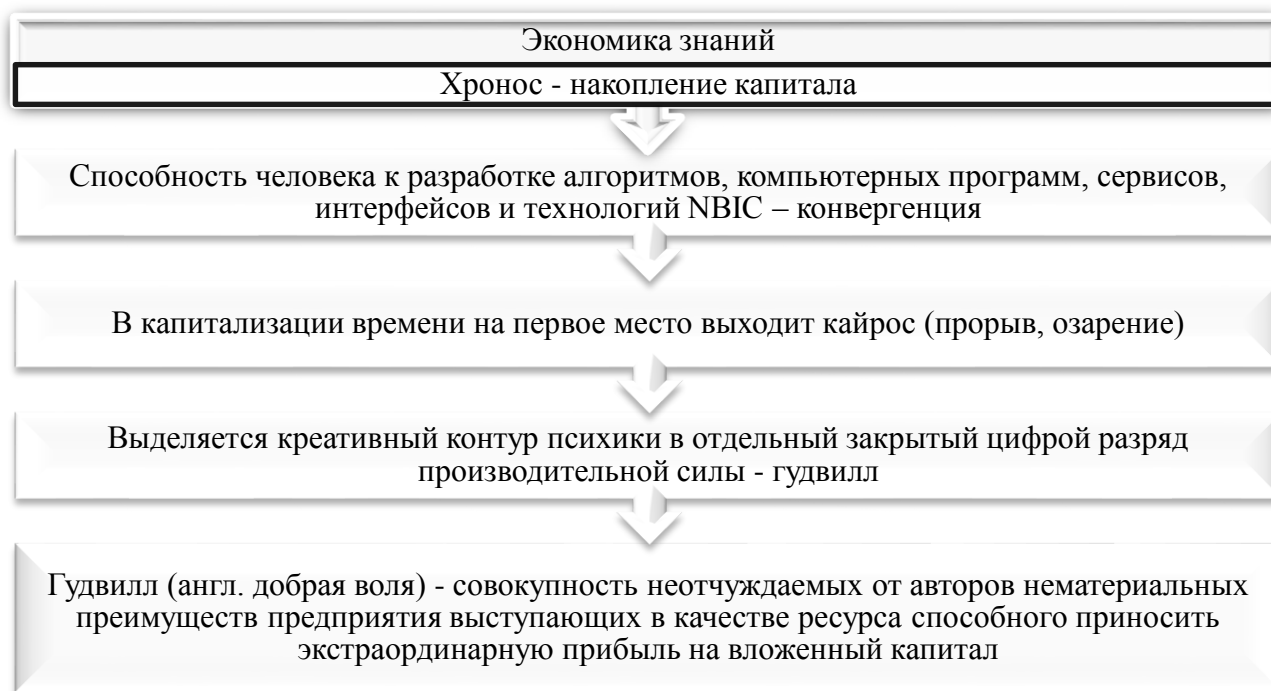 Экономика знаний
Хронос - накопление капитала
Способность человека к разработке алгоритмов, компьютерных программ, сервисов,
интерфейсов и технологий NBIC – конвергенция
В капитализации времени на первое место выходит кайрос (прорыв, озарение)
Выделяется креативный контур психики в отдельный закрытый цифрой разряд
производительной силы - гудвилл
Гудвилл (англ. добрая воля) - совокупность неотчуждаемых от авторов нематериальных
преимуществ предприятия выступающих в качестве ресурса способного приносить
экстраординарную прибыль на вложенный капитал